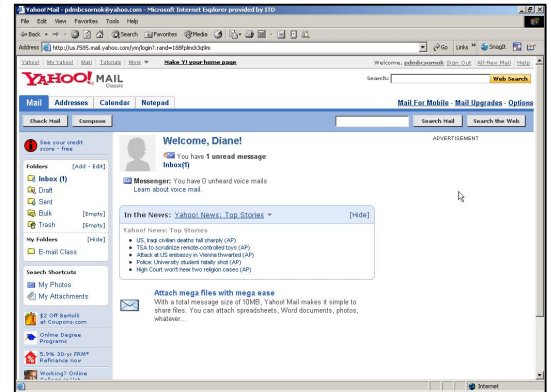 Yahoo! Mail - pdmbcsornok@yahoo.com - Microsoft Internet Explorer provided by ITD
File Edit View Favorites Tools Help
Back Search Favorites Media
Address http://us.f585.mail.yahoo.com/ym/login?.rand=188fplmdt3q9m Go Links SnagIt
Yahoo! My Yahoo! Mail Tutorials More Make Y! your home page Welcome, pdmbcsornok Sign Out All-New Mail Help
YAHOO! MAIL Classic
Search: Web Search
Mail Addresses Calendar Notepad Mail For Mobile - Mail Upgrades - Options
Check Mail Compose Search Mail Search the Web
See your credit score - free
Folders [Add - Edit]
Inbox (1)
Draft
Sent
Bulk [Empty]
Trash [Empty]
My Folders [Hide]
E-mail Class
Search Shortcuts
My Photos
My Attachments
$2 Off Bertolli at Coupons.com
Online Degree Programs
5.9% 30-yr FRM* Refinance now
Working? Online
Welcome, Diane!
You have 1 unread message:
Inbox(1)
Messenger: You have 0 unheard voice mails
Learn about voice mail.
In the News: Yahoo! News: Top Stories [Hide]
Yahoo! News: Top Stories
US, Iraqi civilian deaths fall sharply (AP)
TSA to scrutinize remote-controlled toys (AP)
Attack at US embassy in Vienna thwarted (AP)
Police: University student fatally shot (AP)
High Court won't hear two religion cases (AP)
Attach mega files with mega ease
With a total message size of 10MB, Yahoo! Mail makes it simple to
share files. You can attach spreadsheets, Word documents, photos,
whatever...
ADVERTISEMENT
Internet